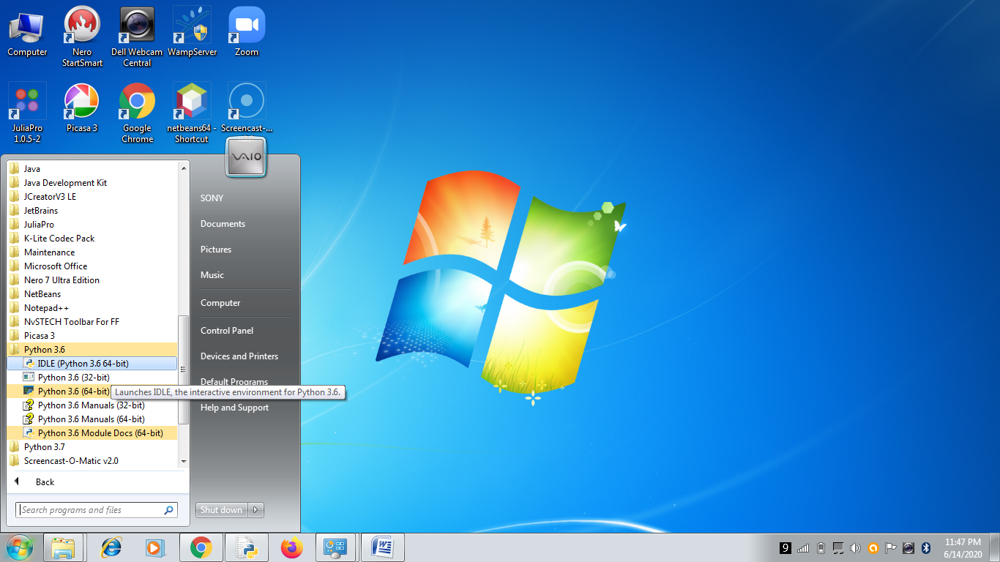 Computer
Nero
StartSmart
Dell Webcam
Central
WampServer
Zoom
JuliaPro
1.0.5-2
Picasa 3
Google
Chrome
netbeans64 -
Shortcut
Screencast-...
VAIO
Java
Java Development Kit
JCreatorV3 LE
JetBrains
JuliaPro
K-Lite Codec Pack
Maintenance
Microsoft Office
Nero 7 Ultra Edition
NetBeans
Notepad++
NvSTECH Toolbar For FF
Picasa 3
Python 3.6
IDLE (Python 3.6 64-bit)
Python 3.6 (32-bit)
Python 3.6 (64-bit)
Launches IDLE, the interactive environment for Python 3.6.
Python 3.6 Manuals (32-bit)
Python 3.6 Manuals (64-bit)
Python 3.6 Module Docs (64-bit)
Python 3.7
Screencast-O-Matic v2.0
Back
Search programs and files
SONY
Documents
Pictures
Music
Computer
Control Panel
Devices and Printers
Default Programs
Help and Support
Shut down
9
11:47 PM
6/14/2020